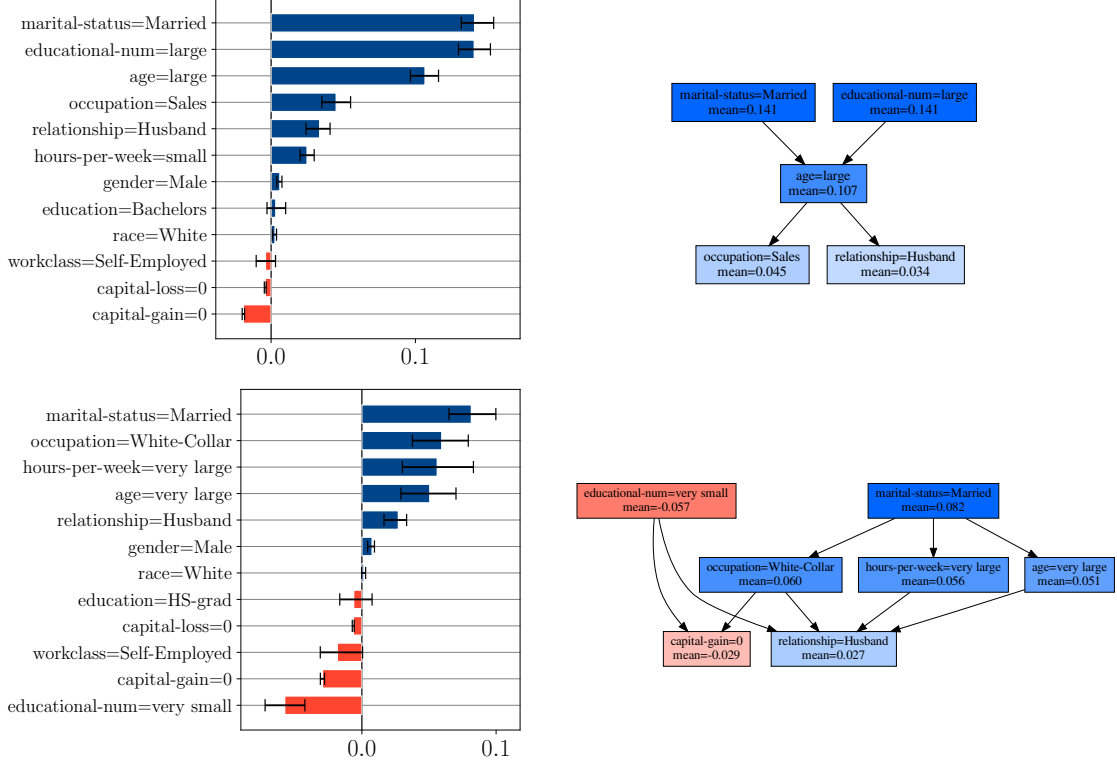 marital-status=Married
educational-num=large
age=large
occupation=Sales
relationship=Husband
hours-per-week=small
gender=Male
education=Bachelors
race=White
workclass=Self-Employed
capital-loss=0
capital-gain=0
0.0
0.1
marital-status=Married
mean=0.141
educational-num=large
mean=0.141
age=large
mean=0.107
occupation=Sales
mean=0.045
relationship=Husband
mean=0.034
marital-status=Married
occupation=White-Collar
hours-per-week=very large
age=very large
relationship=Husband
gender=Male
race=White
education=HS-grad
capital-loss=0
workclass=Self-Employed
capital-gain=0
educational-num=very small
0.0
0.1
educational-num=very small
mean=-0.057
marital-status=Married
mean=0.082
occupation=White-Collar
mean=0.060
hours-per-week=very large
mean=0.056
age=very large
mean=0.051
capital-gain=0
mean=-0.029
relationship=Husband
mean=0.027